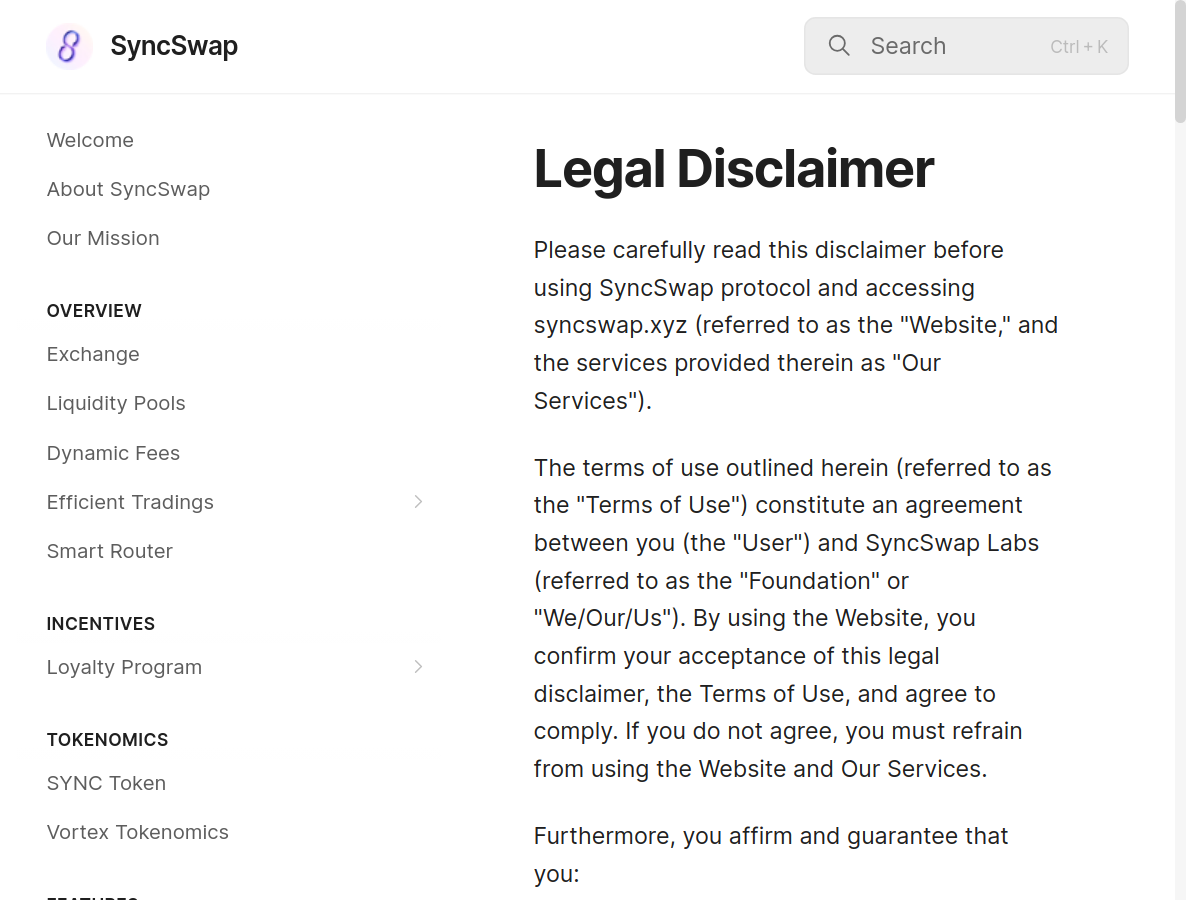 SyncSwap
Search
Ctrl + K
Welcome
About SyncSwap
Our Mission
OVERVIEW
Exchange
Liquidity Pools
Dynamic Fees
Efficient Tradings
Smart Router
INCENTIVES
Loyalty Program
TOKENOMICS
SYNC Token
Vortex Tokenomics
FEATURES
Legal Disclaimer
Please carefully read this disclaimer before
using SyncSwap protocol and accessing
syncswap.xyz (referred to as the "Website," and
the services provided therein as "Our
Services").
The terms of use outlined herein (referred to as
the "Terms of Use") constitute an agreement
between you (the "User") and SyncSwap Labs
(referred to as the "Foundation" or
"We/Our/Us"). By using the Website, you
confirm your acceptance of this legal
disclaimer, the Terms of Use, and agree to
comply. If you do not agree, you must refrain
from using the Website and Our Services.
Furthermore, you affirm and guarantee that
you: